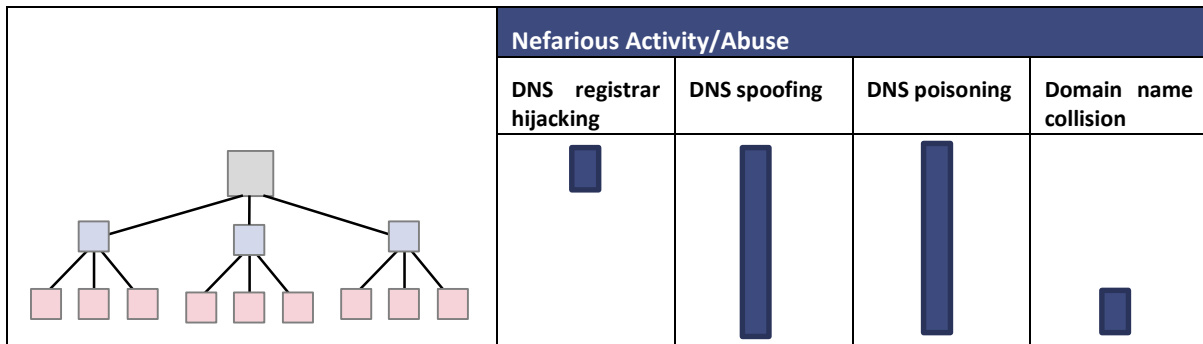 Nefarious Activity/Abuse
DNS registrar
hijacking
DNS spoofing
DNS poisoning
Domain name
collision